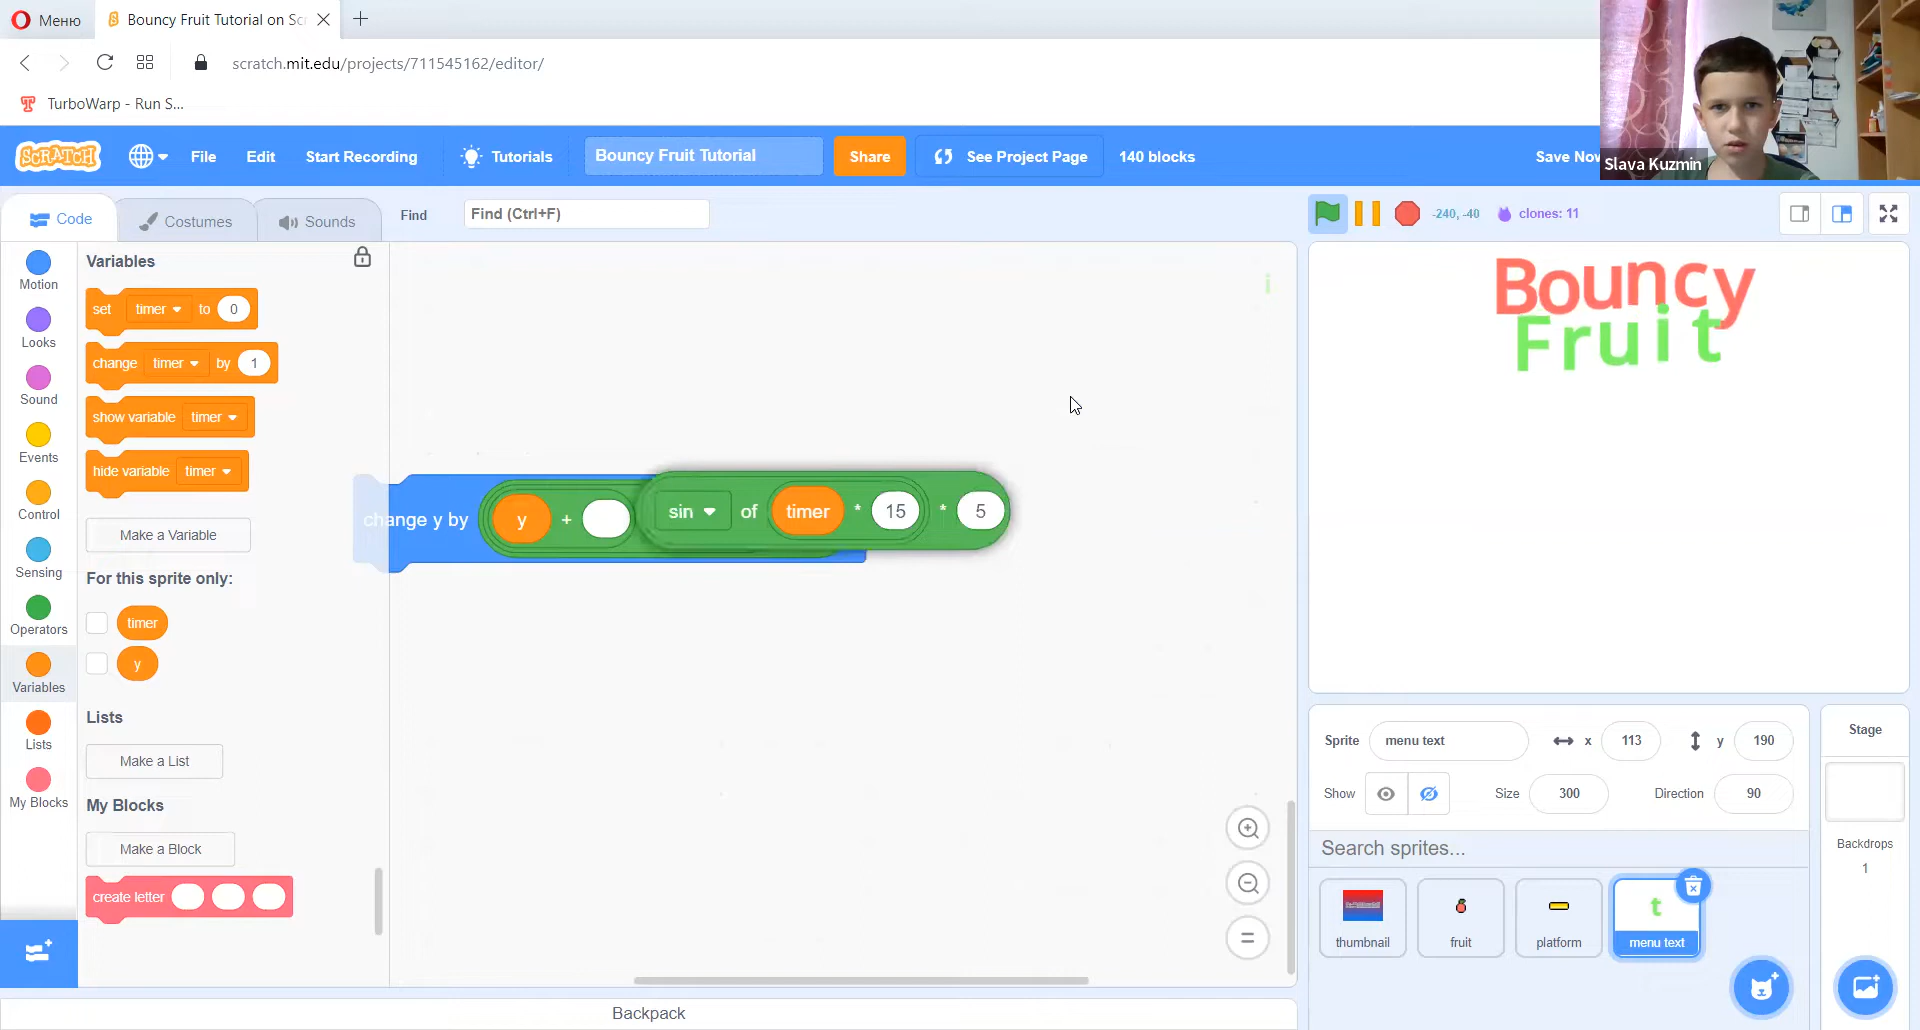 Меню
Bouncy Fruit Tutorial on Sc
scratch.mit.edu/projects/711545162/editor/
TurboWarp - Run S...
SCRATCH
File
Edit
Start Recording
Tutorials
Bouncy Fruit Tutorial
Share
See Project Page
140 blocks
Save Now
Slava Kuzmin
Code
Costumes
Sounds
Find
Find (Ctrl+F)
-240, -40
clones: 11
Motion
Looks
Sound
Events
Control
Sensing
Operators
Variables
Lists
My Blocks
Variables
set timer to 0
change timer by 1
show variable timer
hide variable timer
Make a Variable
For this sprite only:
timer
y
Lists
Make a List
My Blocks
Make a Block
create letter
i
change y by y +
sin of timer * 15 * 5
Bouncy
Fruit
Sprite menu text x 113 y 190
Show Size 300 Direction 90
Search sprites...
thumbnail
fruit
platform
t
menu text
Stage
Backdrops
1
Backpack